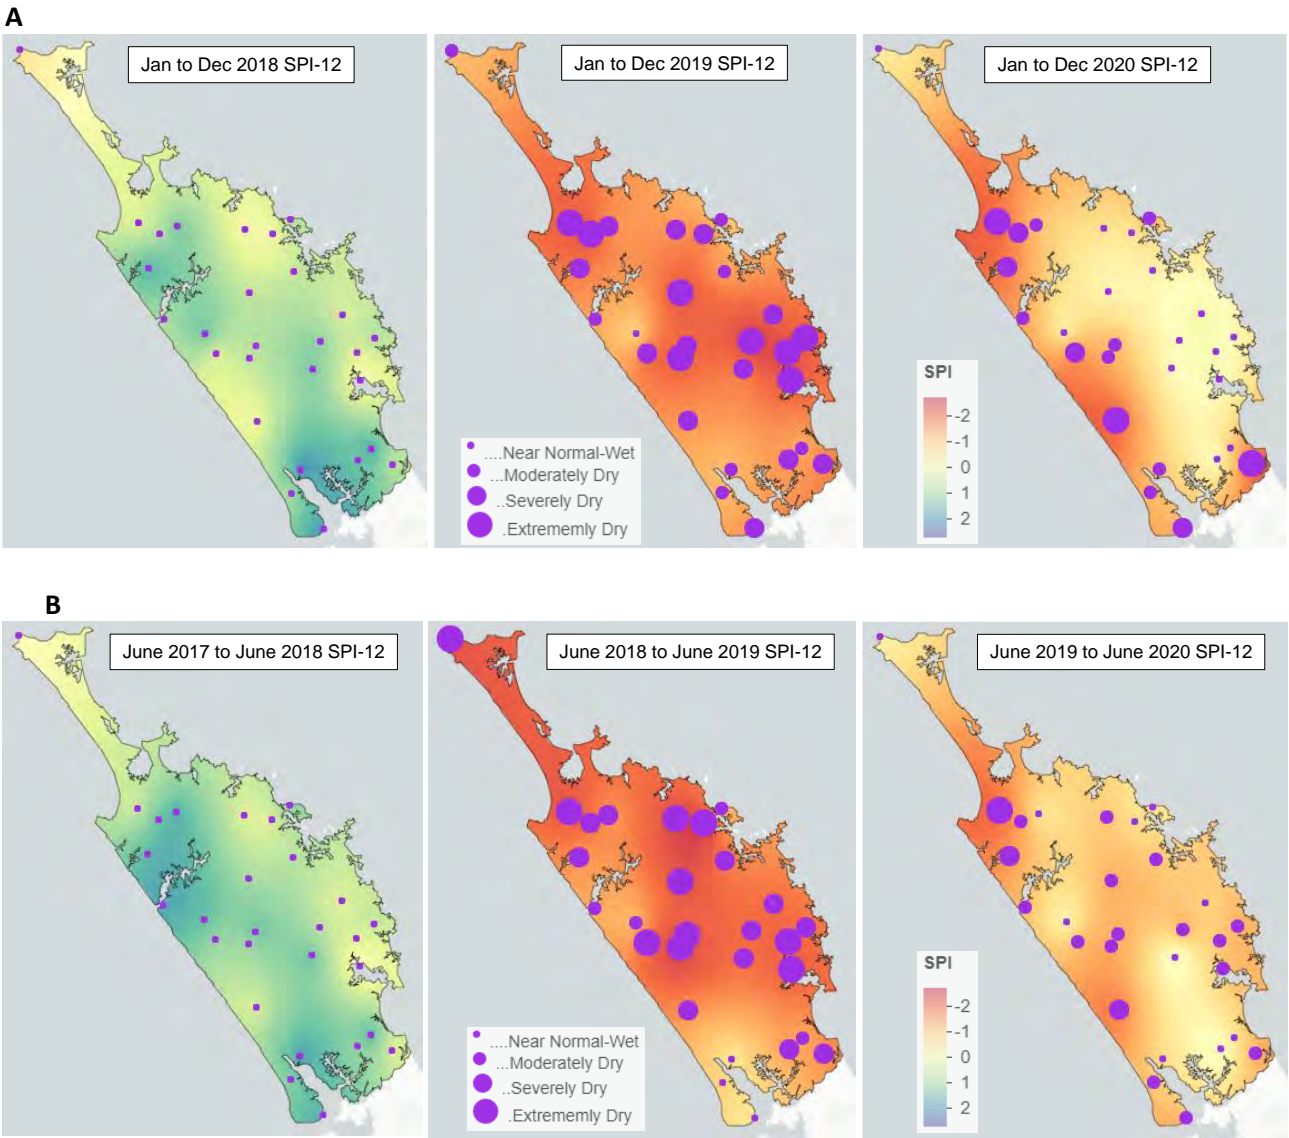 A
Jan to Dec 2018 SPI-12
Jan to Dec 2019 SPI-12
Jan to Dec 2020 SPI-12
....Near Normal-Wet
...Moderately Dry
..Severely Dry
.Extrememly Dry
SPI
-2
-1
0
1
2
B
June 2017 to June 2018 SPI-12
June 2018 to June 2019 SPI-12
June 2019 to June 2020 SPI-12
....Near Normal-Wet
...Moderately Dry
..Severely Dry
.Extrememly Dry
SPI
-2
-1
0
1
2